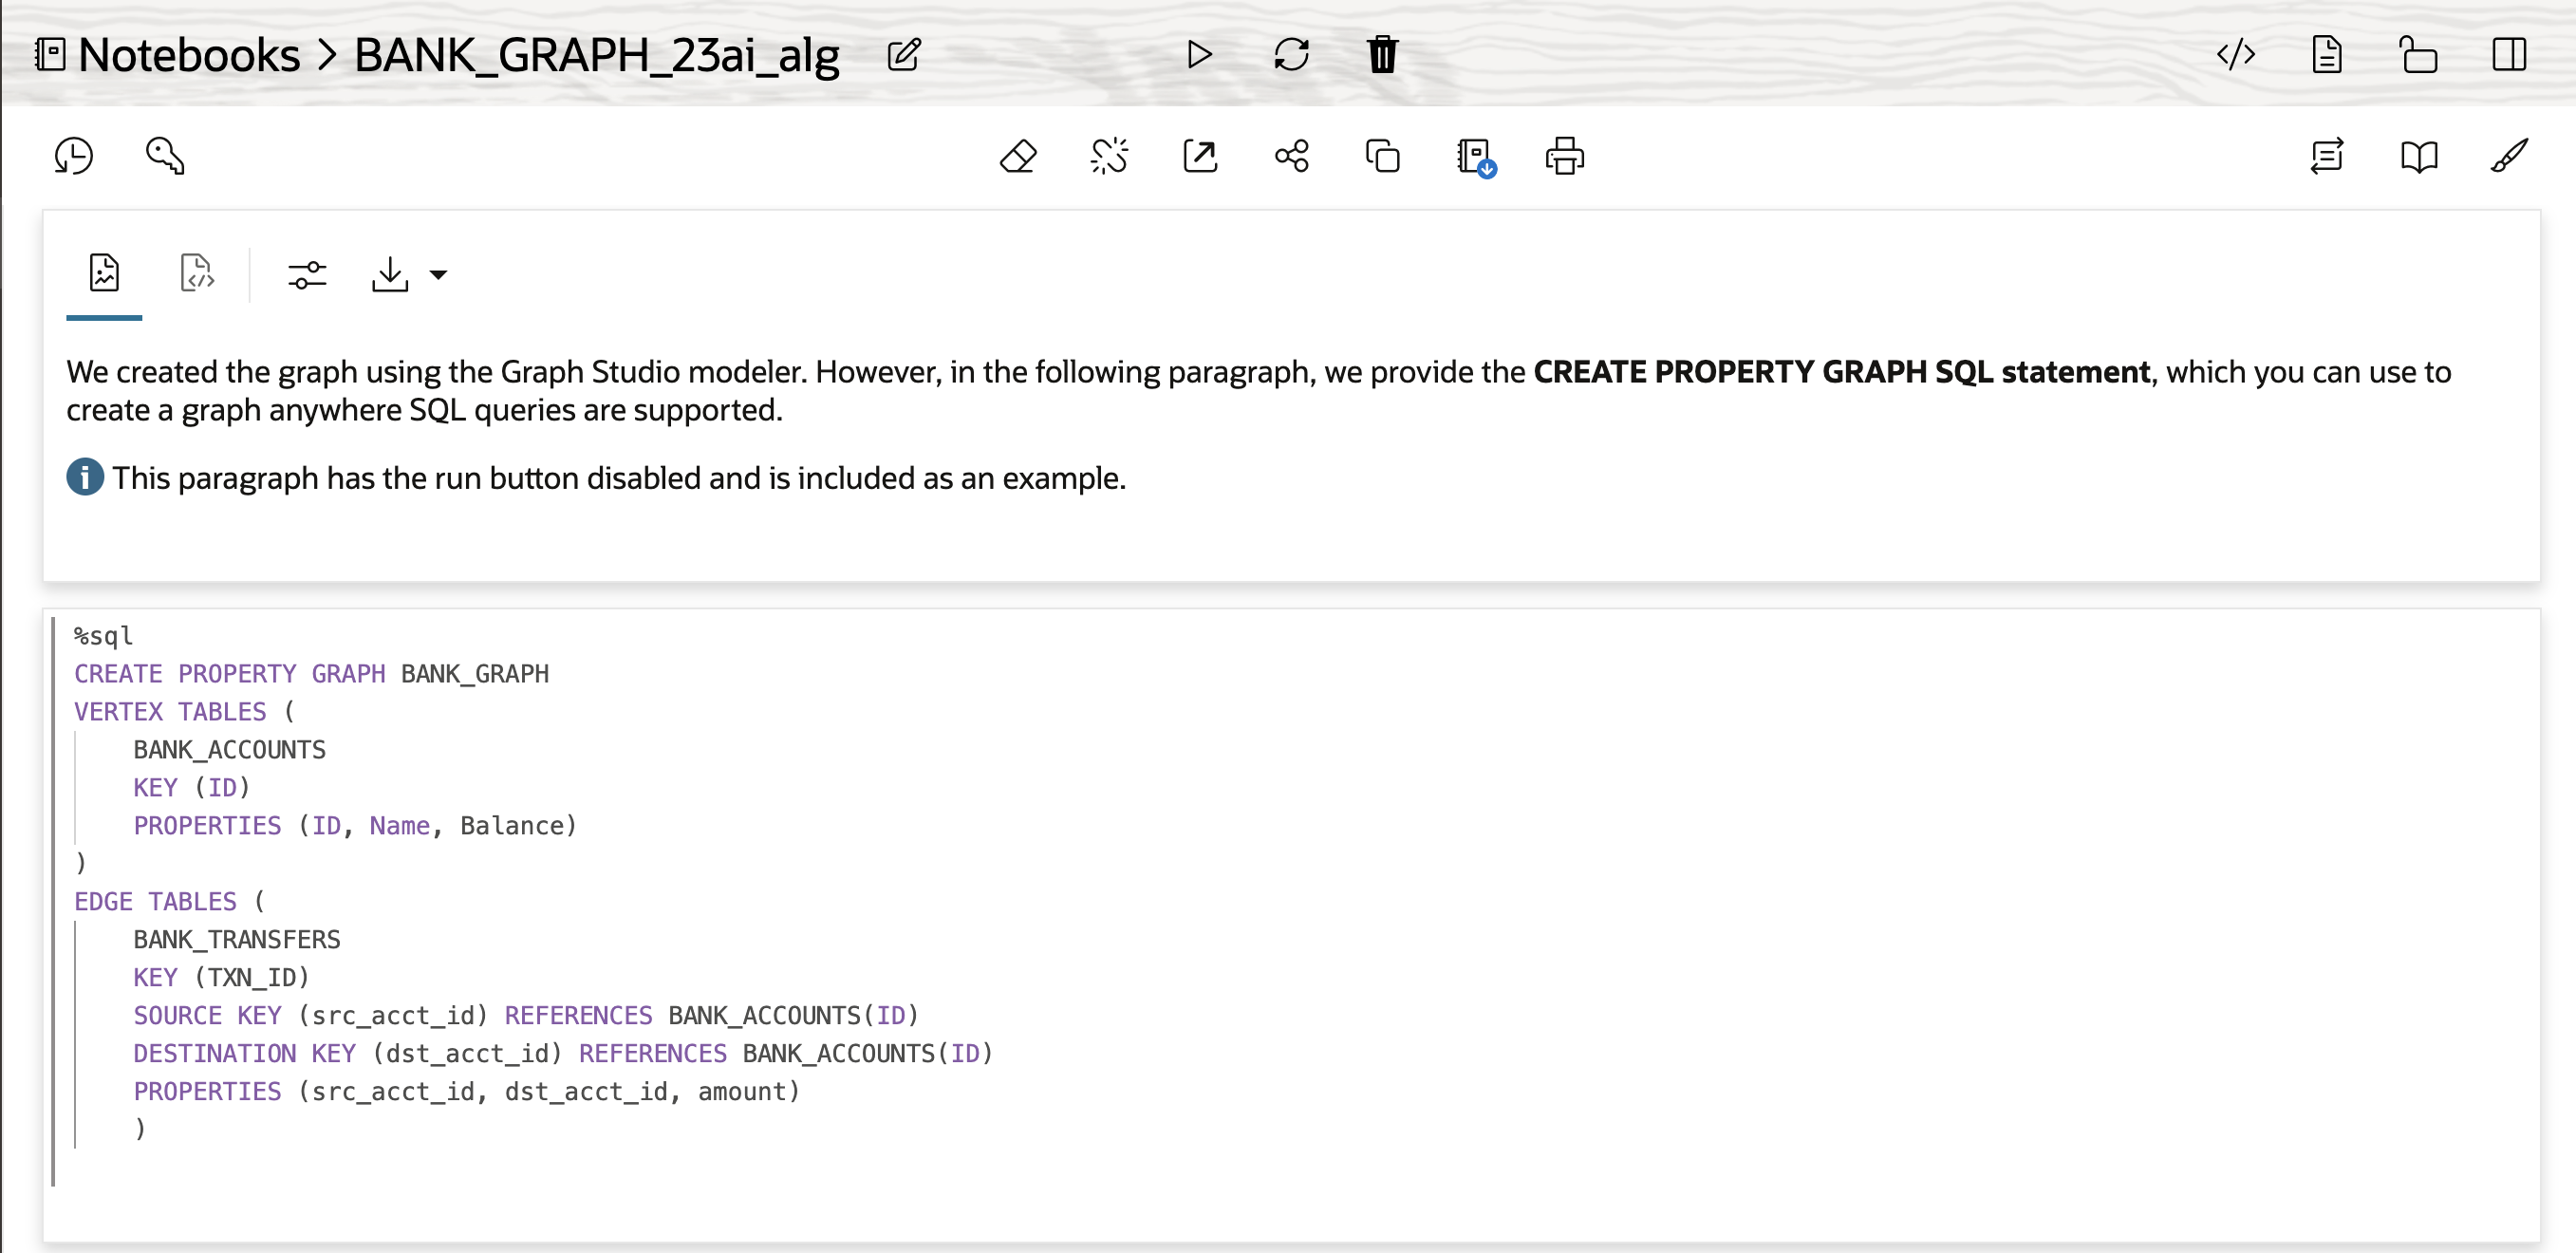 Notebooks > BANK_GRAPH_23ai_alg
We created the graph using the Graph Studio modeler. However, in the following paragraph, we provide the CREATE PROPERTY GRAPH SQL statement, which you can use to
create a graph anywhere SQL queries are supported.
This paragraph has the run button disabled and is included as an example.
%sql
CREATE PROPERTY GRAPH BANK_GRAPH
VERTEX TABLES (
    BANK_ACCOUNTS
    KEY (ID)
    PROPERTIES (ID, Name, Balance)
)
EDGE TABLES (
    BANK_TRANSFERS
    KEY (TXN_ID)
    SOURCE KEY (src_acct_id) REFERENCES BANK_ACCOUNTS(ID)
    DESTINATION KEY (dst_acct_id) REFERENCES BANK_ACCOUNTS(ID)
    PROPERTIES (src_acct_id, dst_acct_id, amount)
    )